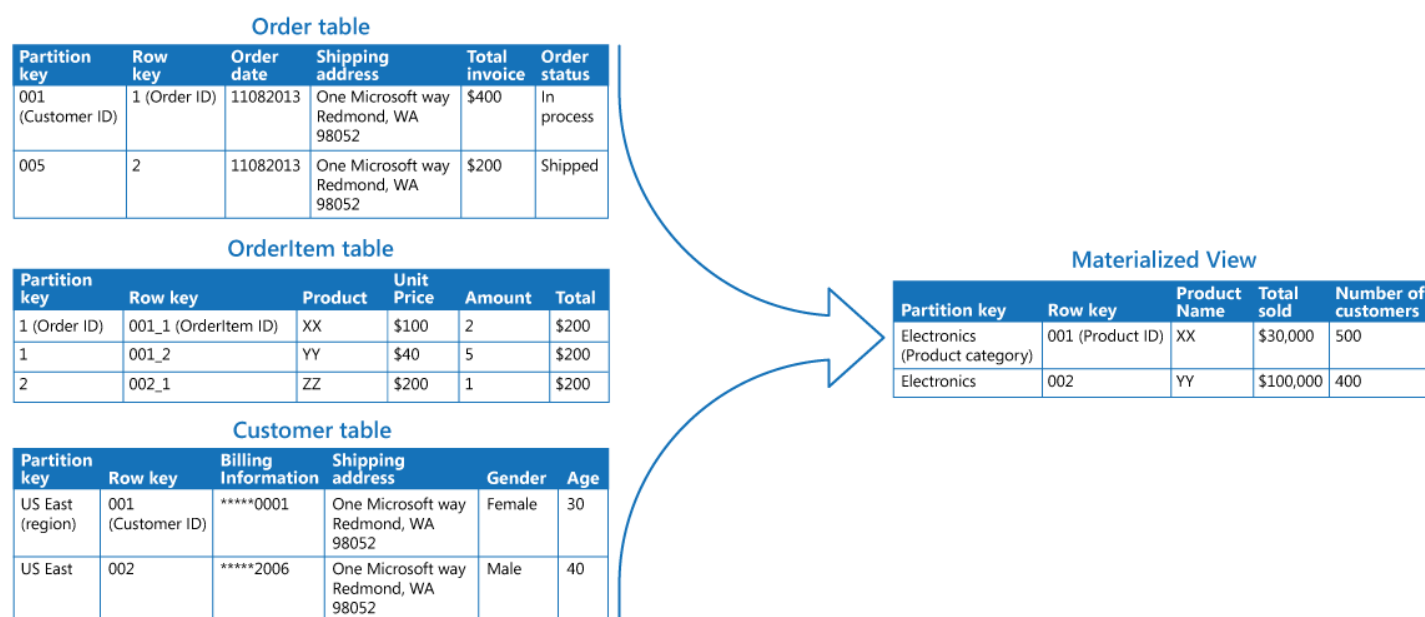 Order table
Partition key Row key Order date Shipping address Total invoice Order status
001 (Customer ID) 1 (Order ID) 11082013 One Microsoft way Redmond, WA 98052 $400 In process
005 2 11082013 One Microsoft way Redmond, WA 98052 $200 Shipped
OrderItem table
Partition key Row key Product Unit Price Amount Total
1 (Order ID) 001_1 (OrderItem ID) XX $100 2 $200
1 001_2 YY $40 5 $200
2 002_1 ZZ $200 1 $200
Customer table
Partition key Row key Billing Information Shipping address Gender Age
US East (region) 001 (Customer ID) *****0001 One Microsoft way Redmond, WA 98052 Female 30
US East 002 *****2006 One Microsoft way Redmond, WA 98052 Male 40
Materialized View
Partition key Row key Product Name Total sold Number of customers
Electronics (Product category) 001 (Product ID) XX $30,000 500
Electronics 002 YY $100,000 400